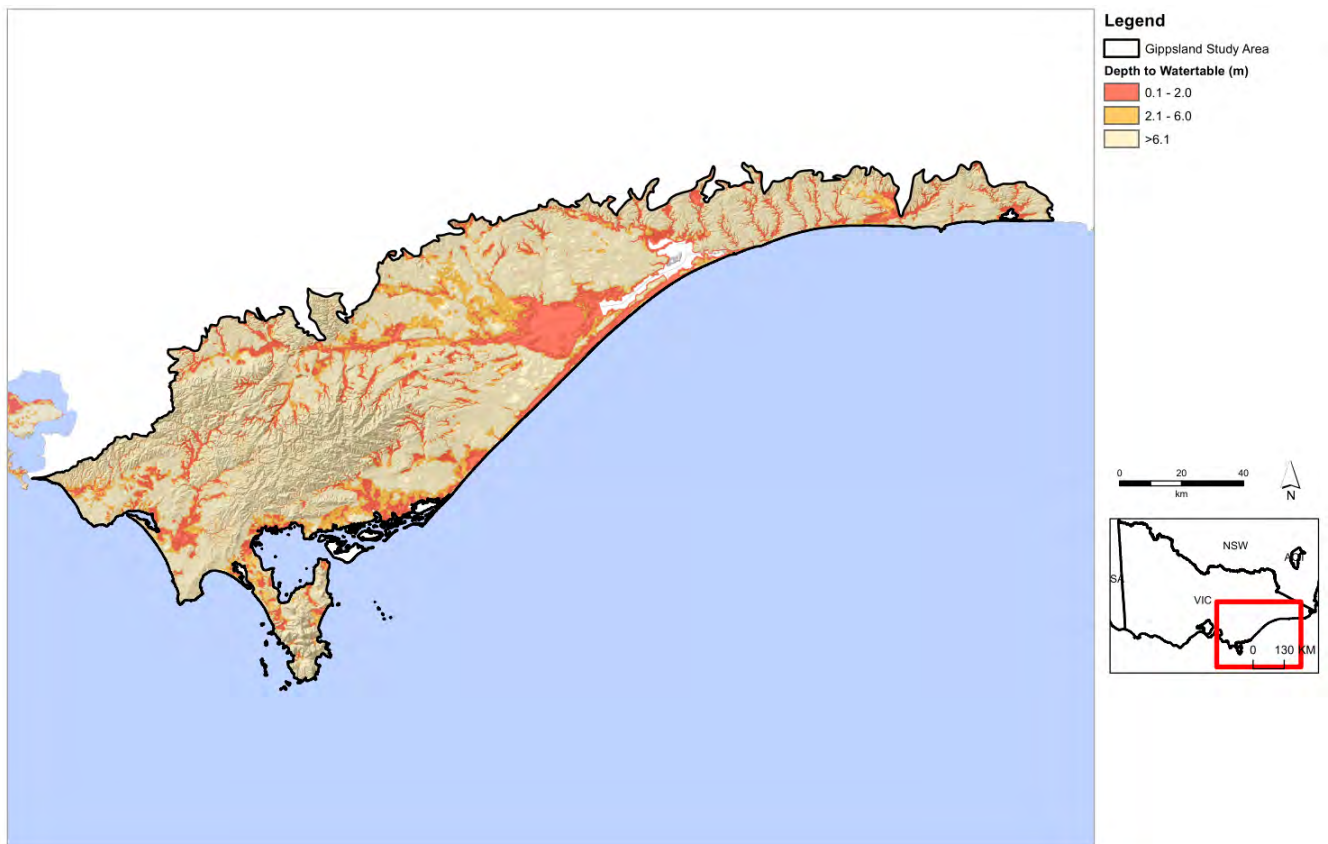 Legend
Gippsland Study Area
Depth to Watertable (m)
0.1 - 2.0
2.1 - 6.0
>6.1
0 20 40
km
N
NSW
SA
VIC
0 130 KM